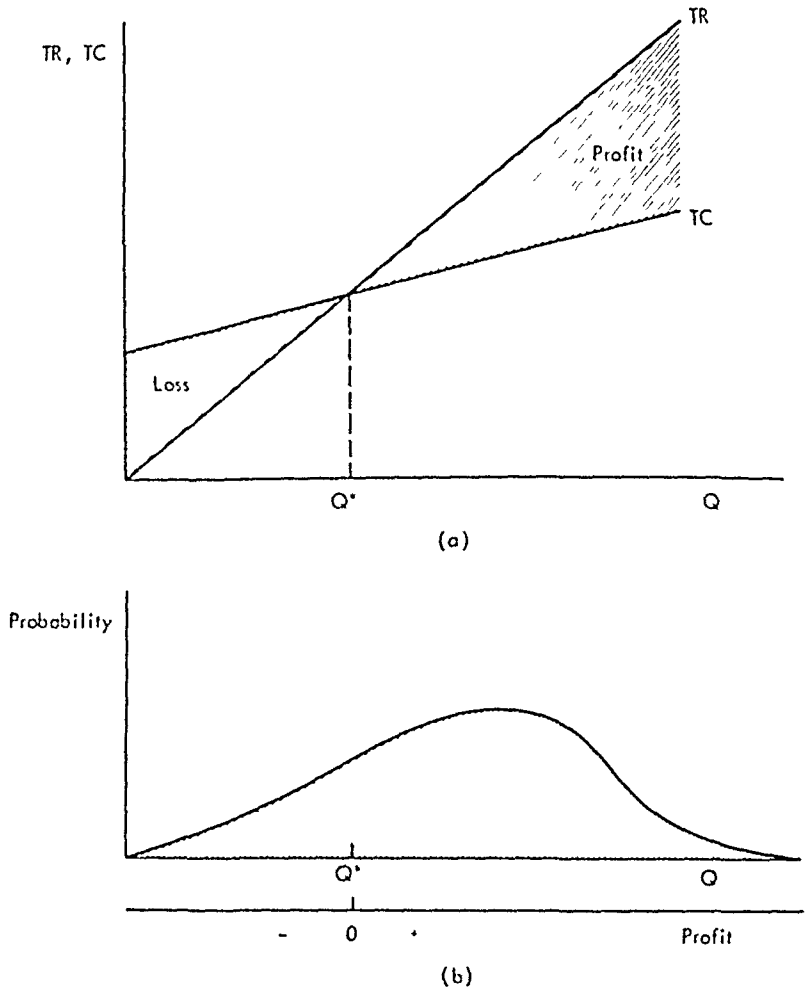 TR
TR, TC
Profit
TC
Loss
Q* Q
(a)
Probability
Q* Q
- 0 + Profit
(b)